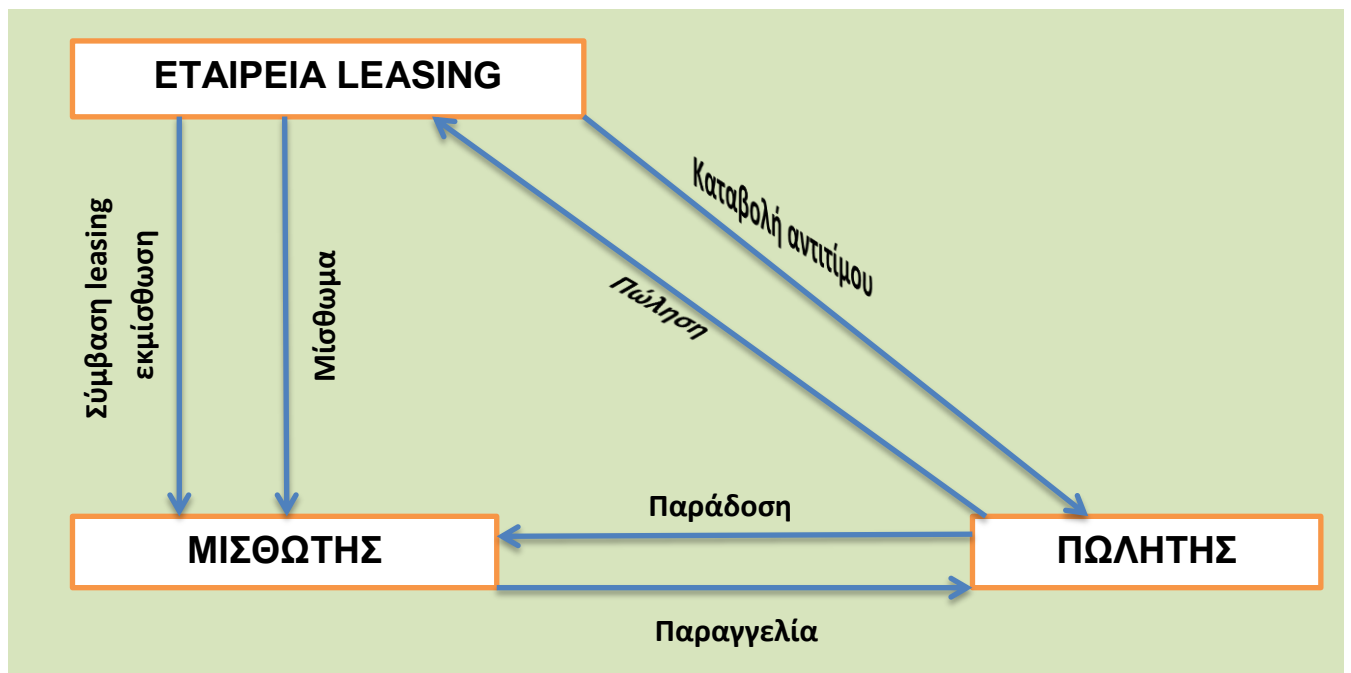 ΕΤΑΙΡΕΙΑ LEASING
Σύμβαση leasing
εκμίσθωση
Μίσθωμα
Καταβολή αντιτίμου
Πώληση
Παράδοση
ΜΙΣΘΩΤΗΣ
ΠΩΛΗΤΗΣ
Παραγγελία